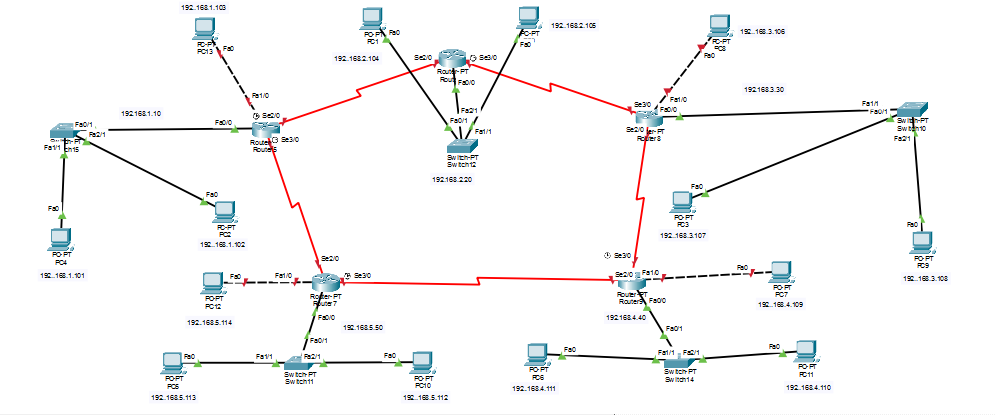 192..168.1.103
Fa0
PC-PT
PC13
Fa1/0
192.168.1.10
Fa0/1
Fa2/1
Fa1/1
Fa0/0
Se2/0
Se3/0
Fa0
PC-PT
PC4
192..168.1.101
Fa0
PC-PT
PC2
192..168.1.102
PC-PT
PC1
Fa0
192.168.2.104
192..168.2.105
PC-PT
Fa0
Se2/0
Se3/0
Router-PT
Fa0/0
Fa0/1
Fa2/1
Fa1/1
Switch-PT
Switch12
192.168.2.20
PC-PT
PC8
Fa0
192..168.3.106
Se3/0
Fa1/0
Fa0/0
Se2/0
192.168.3.30
Fa1/1
Fa0/1
Fa2/1
Switch10
Fa0
PC-PT
PC3
192..168.3.107
Fa0
PC-PT
PC9
192..168.3.108
Se2/0
Se3/0
Fa1/0
Router-PT
Router7
Fa0/0
Fa0
PC-PT
PC12
192..168.5.114
192.168.5.50
Fa0/1
Fa1/1
Fa2/1
Switch-PT
Switch11
Fa0
PC-PT
PC5
192..168.5.113
Fa0
PC-PT
PC10
192..168.5.112
Se3/0
Se2/0
Fa1/0
Fa0/0
192.168.4.40
Fa0
PC-PT
PC7
192..168.4.109
Fa0/1
Fa1/1
Fa2/1
Switch-PT
Switch14
Fa0
PC-PT
PC6
192..168.4.111
Fa0
PC-PT
PC11
192..168.4.110